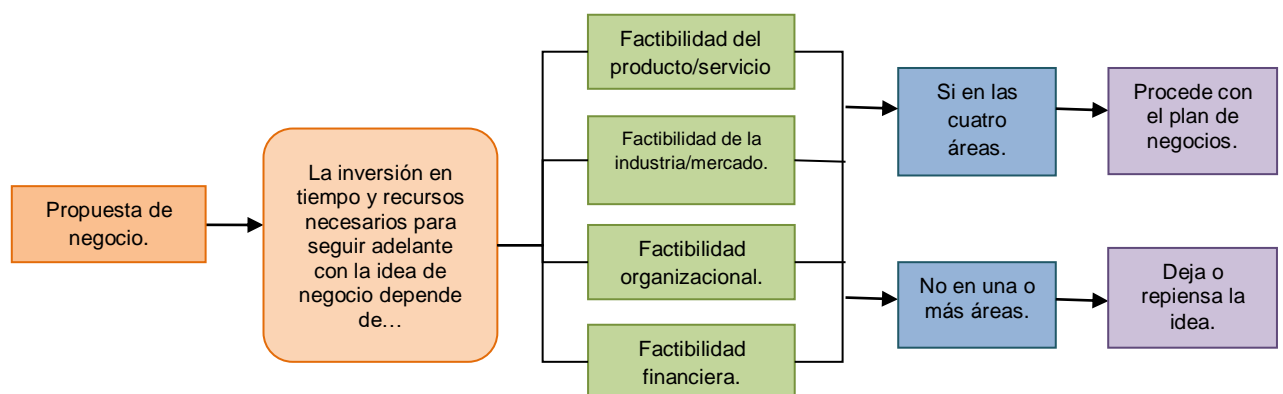 Propuesta de
negocio.
La inversión en
tiempo y recursos
necesarios para
seguir adelante
con la idea de
negocio depende
de…
Factibilidad del
producto/servicio
Factibilidad de la
industria/mercado.
Factibilidad
organizacional.
Factibilidad
financiera.
Si en las
cuatro
áreas.
Procede con
el plan de
negocios.
No en una o
más áreas.
Deja o
repiensa la
idea.